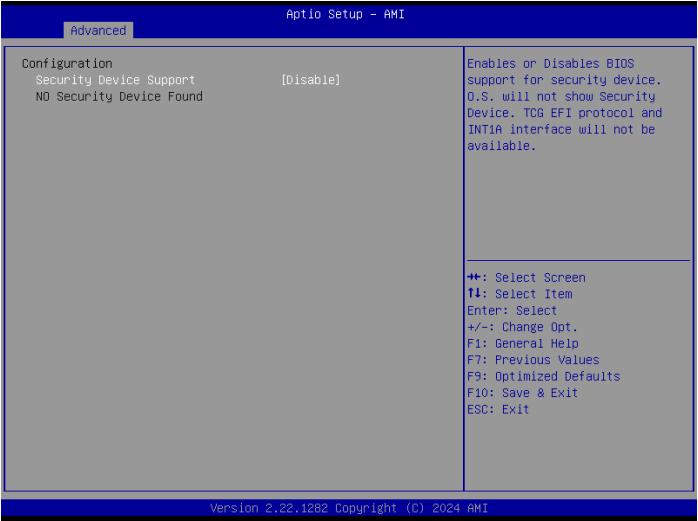 Aptio Setup - AMI
Advanced
Configuration
Security Device Support [Disable]
NO Security Device Found
Enables or Disables BIOS
support for security device.
O.S. will not show Security
Device. TCG EFI protocol and
INT1A interface will not be
available.
→←: Select Screen
↑↓: Select Item
Enter: Select
+/-: Change Opt.
F1: General Help
F7: Previous Values
F9: Optimized Defaults
F10: Save & Exit
ESC: Exit
Version 2.22.1282 Copyright (C) 2024 AMI